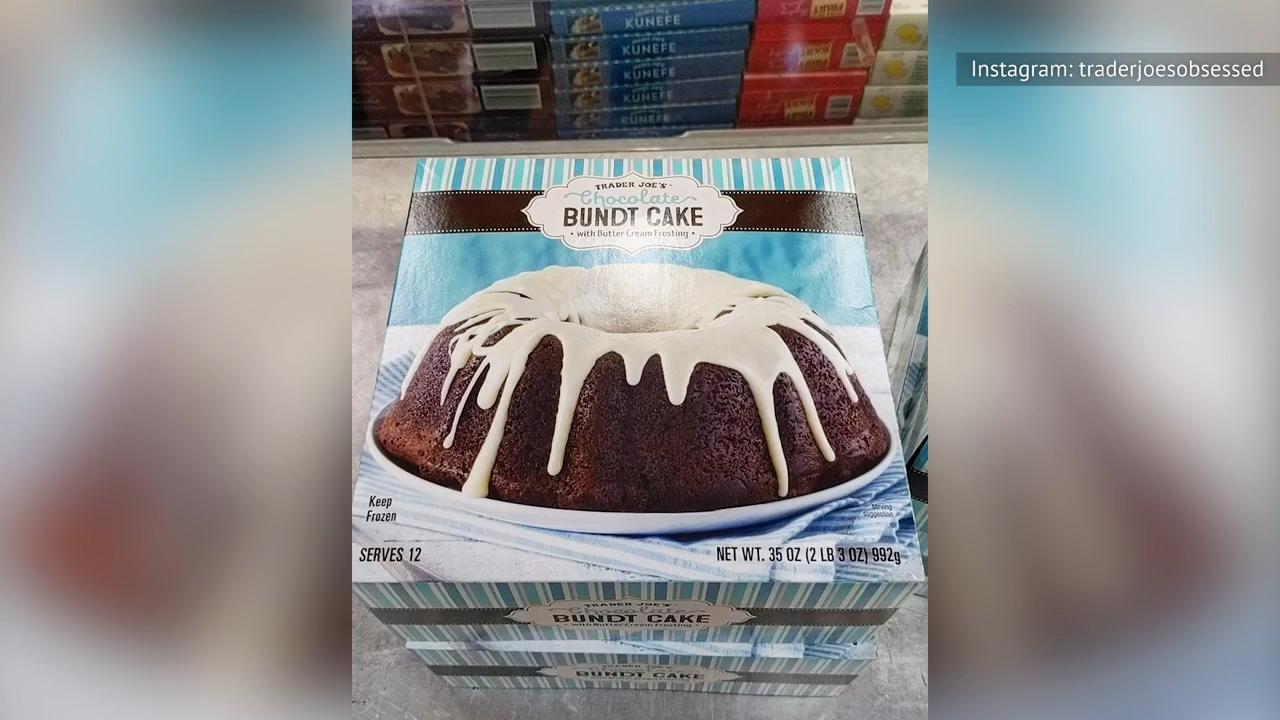 KUNEFE
KUNEFE
KUNEFE
KUNEFE
KUNEFE
Instagram: traderjoesobsessed
TRADER JOE'S
Chocolate
BUNDT CAKE
• with Butter Cream Frosting •
Keep
Frozen
serving
suggestion
SERVES 12
NET WT. 35 OZ (2 LB 3 OZ) 992g
TRADER JOE'S
Chocolate
BUNDT CAKE
• with Butter Cream Frosting •
TRADER JOE'S
BUNDT CAKE